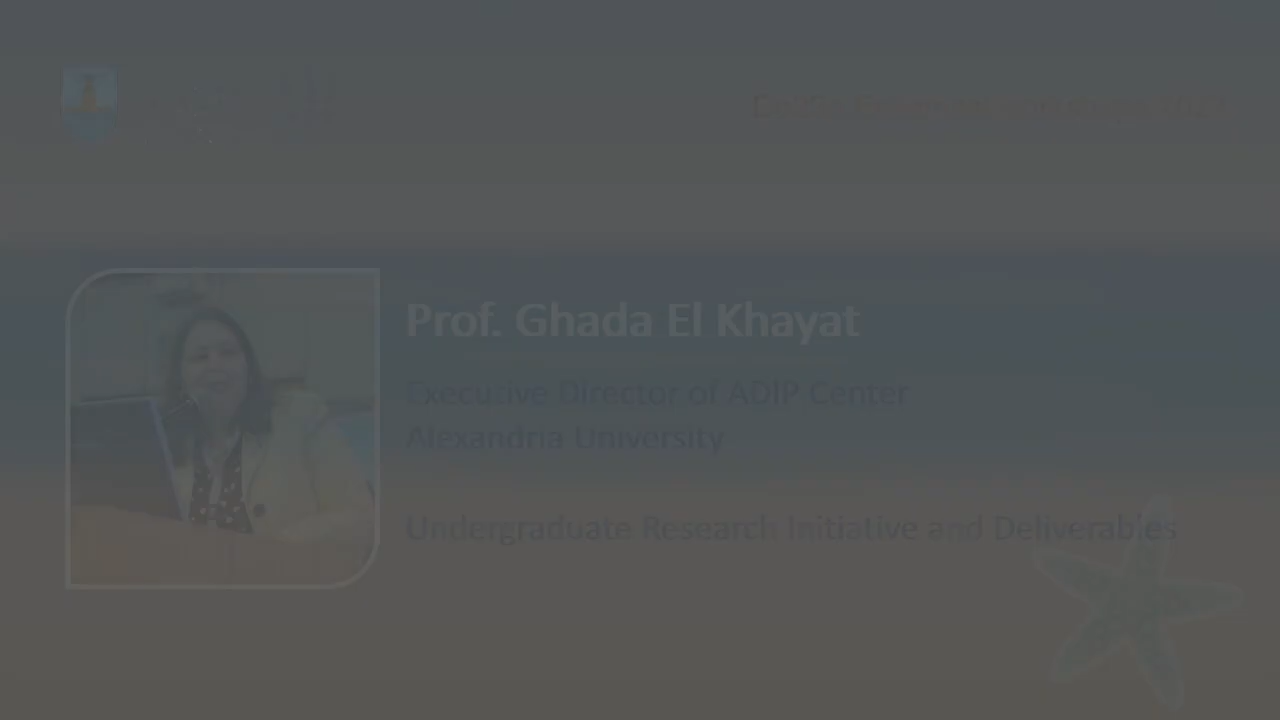 Prof. Ghada El Khayat
Executive Director of ADIP Center
Alexandria University
Undergraduate Research Initiative and Deliverables